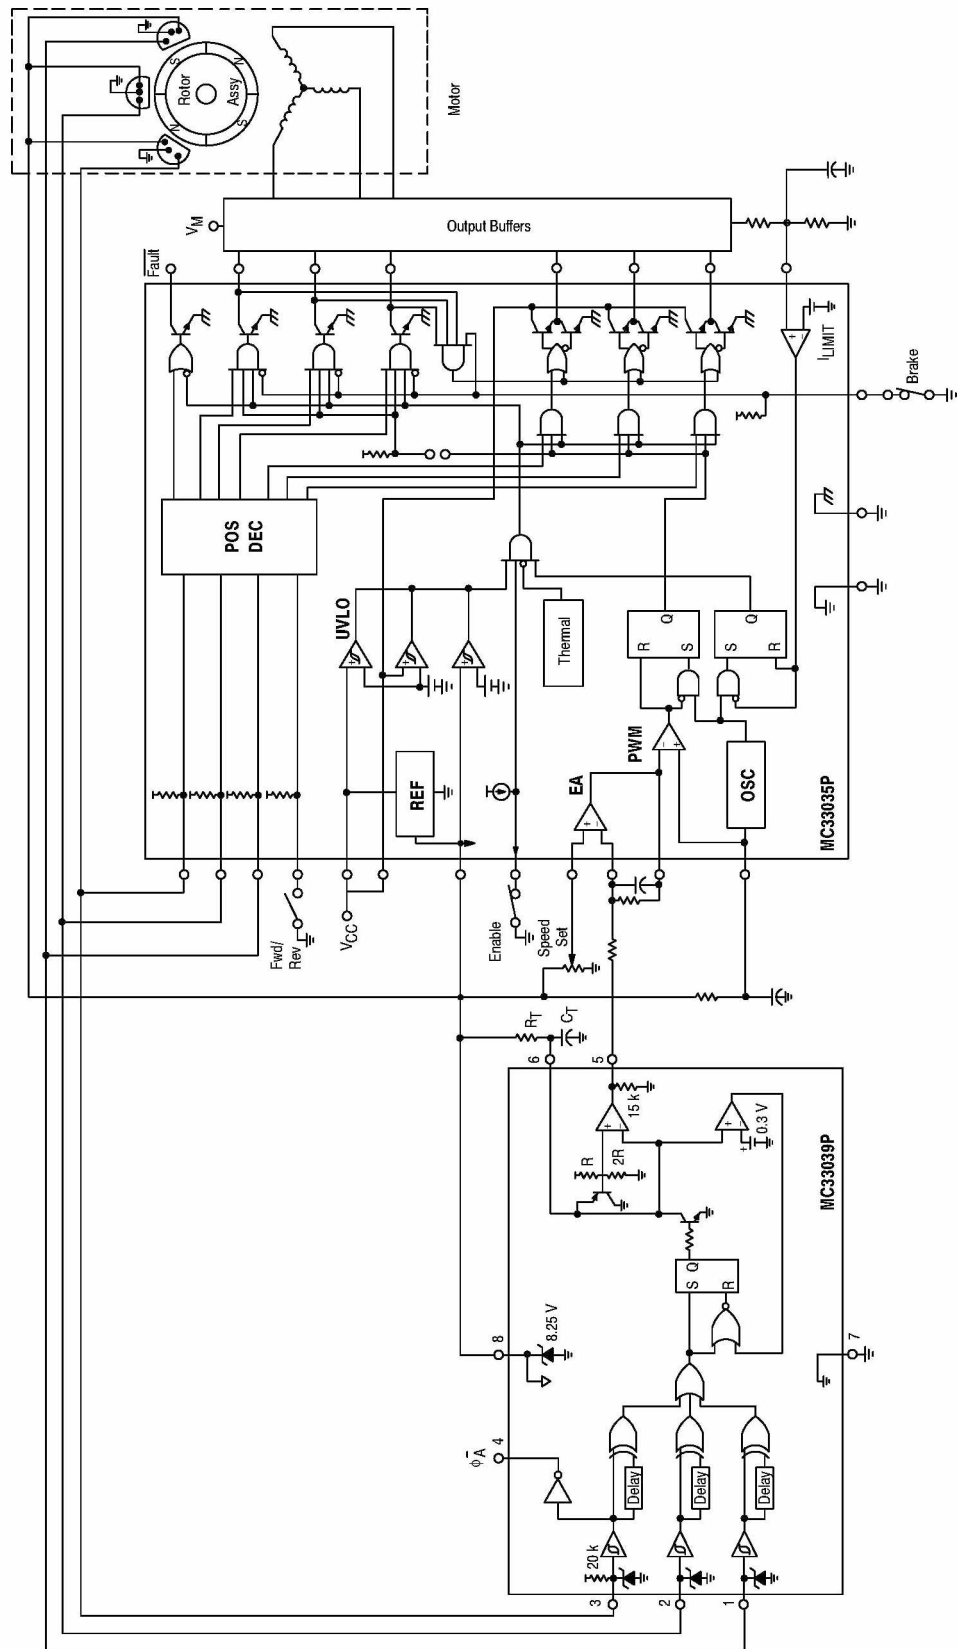 Rotor
Assy
S
N
N
S
Motor
VM
Output Buffers
Fault
POS
DEC
UVLO
Thermal
ILIMIT
Brake
R
S
Q
Q
S
R
PWM
REF
EA
OSC
MC33035P
Fwd/
Rev
VCC
Enable
Speed
Set
RT
CT
6
5
15 k
R
2R
0.3 V
MC33039P
S
Q
R
8
8.25 V
7
4
φA
Delay
Delay
Delay
20 k
3
2
1